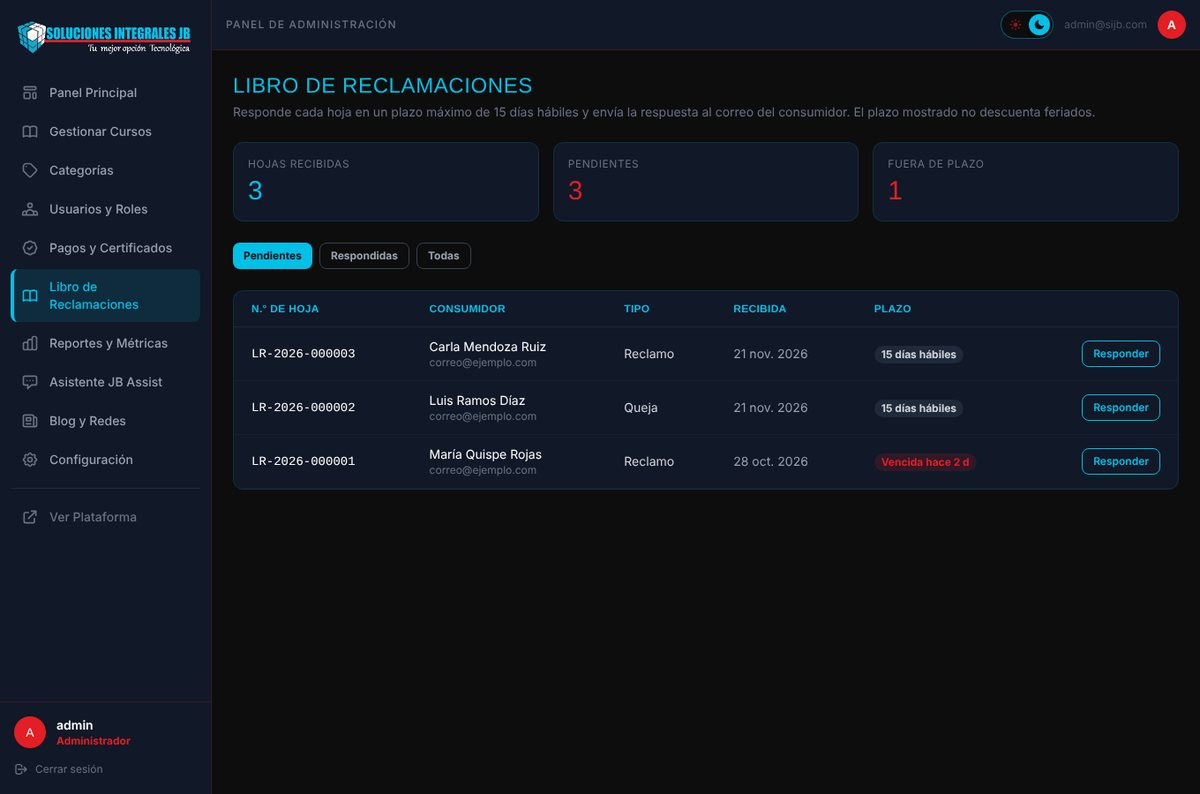 SOLUCIONES INTEGRALES JB
Tu mejor opción Tecnológica
PANEL DE ADMINISTRACIÓN
admin@sijb.com
A
Panel Principal
Gestionar Cursos
Categorías
Usuarios y Roles
Pagos y Certificados
Libro de
Reclamaciones
Reportes y Métricas
Asistente JB Assist
Blog y Redes
Configuración
Ver Plataforma
A
admin
Administrador
Cerrar sesión
LIBRO DE RECLAMACIONES
Responde cada hoja en un plazo máximo de 15 días hábiles y envía la respuesta al correo del consumidor. El plazo mostrado no descuenta feriados.
HOJAS RECIBIDAS
3
PENDIENTES
3
FUERA DE PLAZO
1
Pendientes Respondidas Todas
N.° DE HOJA CONSUMIDOR TIPO RECIBIDA PLAZO
LR-2026-000003 Carla Mendoza Ruiz Reclamo 21 nov. 2026 15 días hábiles Responder
correo@ejemplo.com
LR-2026-000002 Luis Ramos Díaz Queja 21 nov. 2026 15 días hábiles Responder
correo@ejemplo.com
LR-2026-000001 María Quispe Rojas Reclamo 28 oct. 2026 Vencida hace 2 d Responder
correo@ejemplo.com